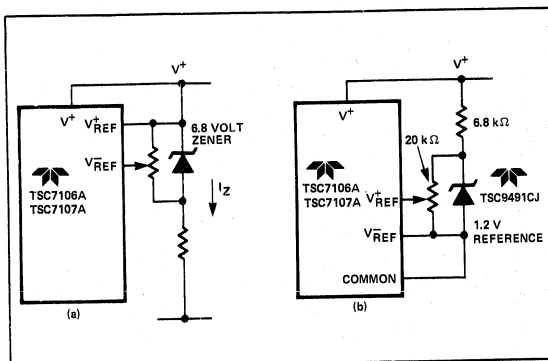 V+
V+
V+REF
V-REF
6.8 VOLT
ZENER
TSC7106A
TSC7107A
IZ
(a)
V+
V+
6.8 kΩ
20 kΩ
TSC7106A
TSC7107A
V+REF
TSC9491CJ
V-REF
1.2 V
REFERENCE
COMMON
(b)